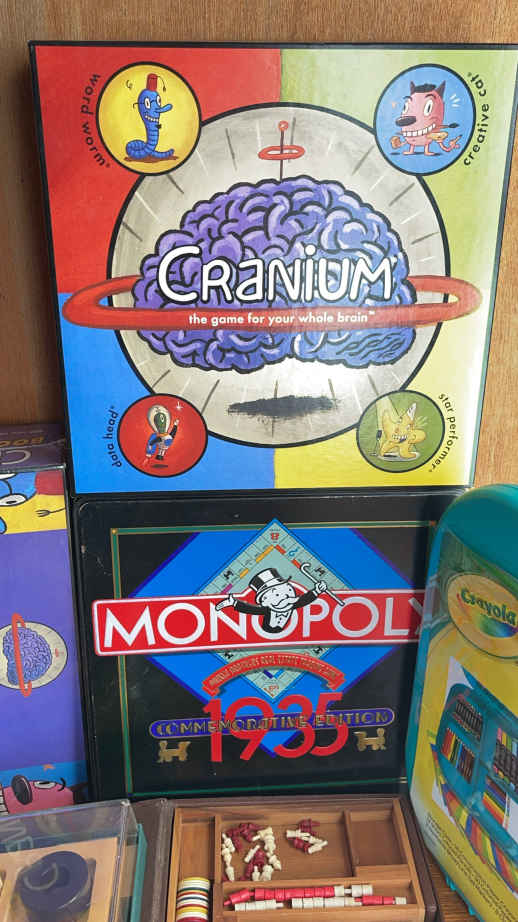 word worm®
creative cat®
CRANIUM
the game for your whole brain™
data head®
star performer®
MONOPOLY
COMMEMORATIVE EDITION
1935
Crayola